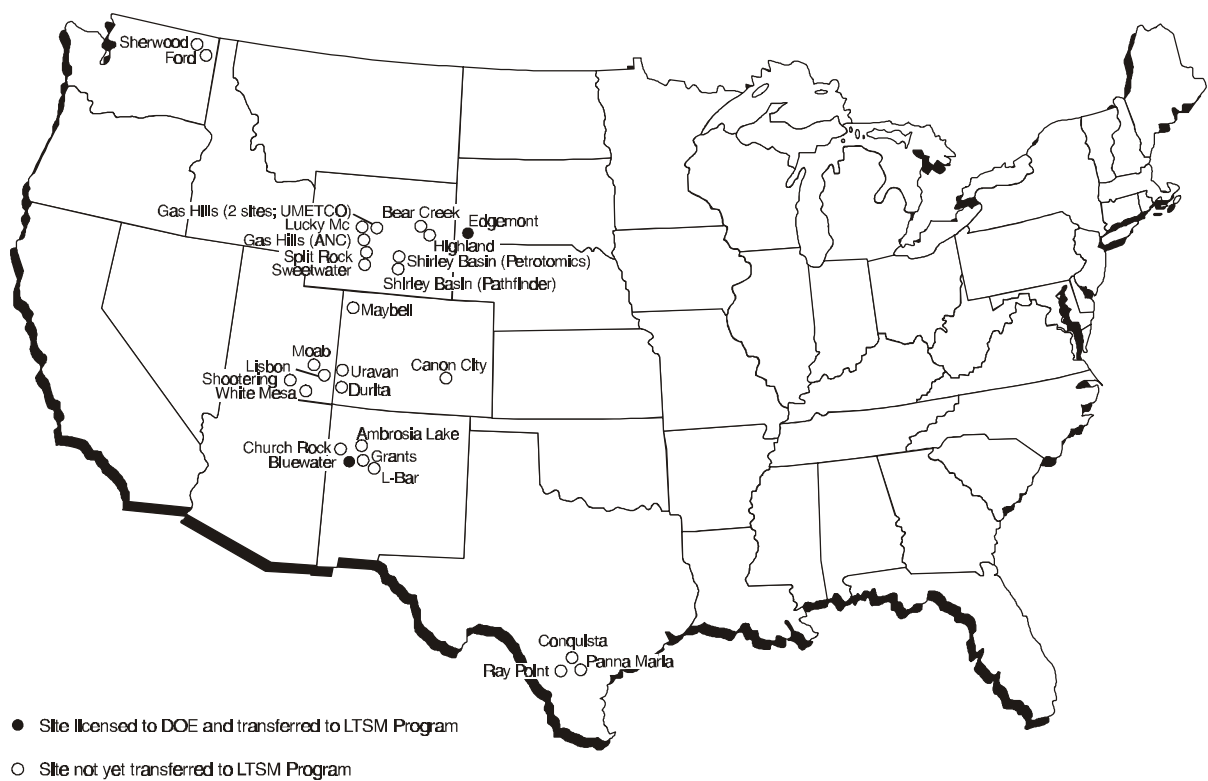 Sherwood
Ford
Gas Hills (2 sites; UMETCO)
Bear Creek
Lucky Mc
Edgemont
Gas Hills (ANC)
Highland
Split Rock
Shirley Basin (Petrotomics)
Sweetwater
Shirley Basin (Pathfinder)
Maybell
Moab
Lisbon
Uravan
Canon City
Shootering
White Mesa
Durita
Ambrosia Lake
Church Rock
Grants
Bluewater
L-Bar
Conquista
Panna Maria
Ray Point
Site licensed to DOE and transferred to LTSM Program
Site not yet transferred to LTSM Program